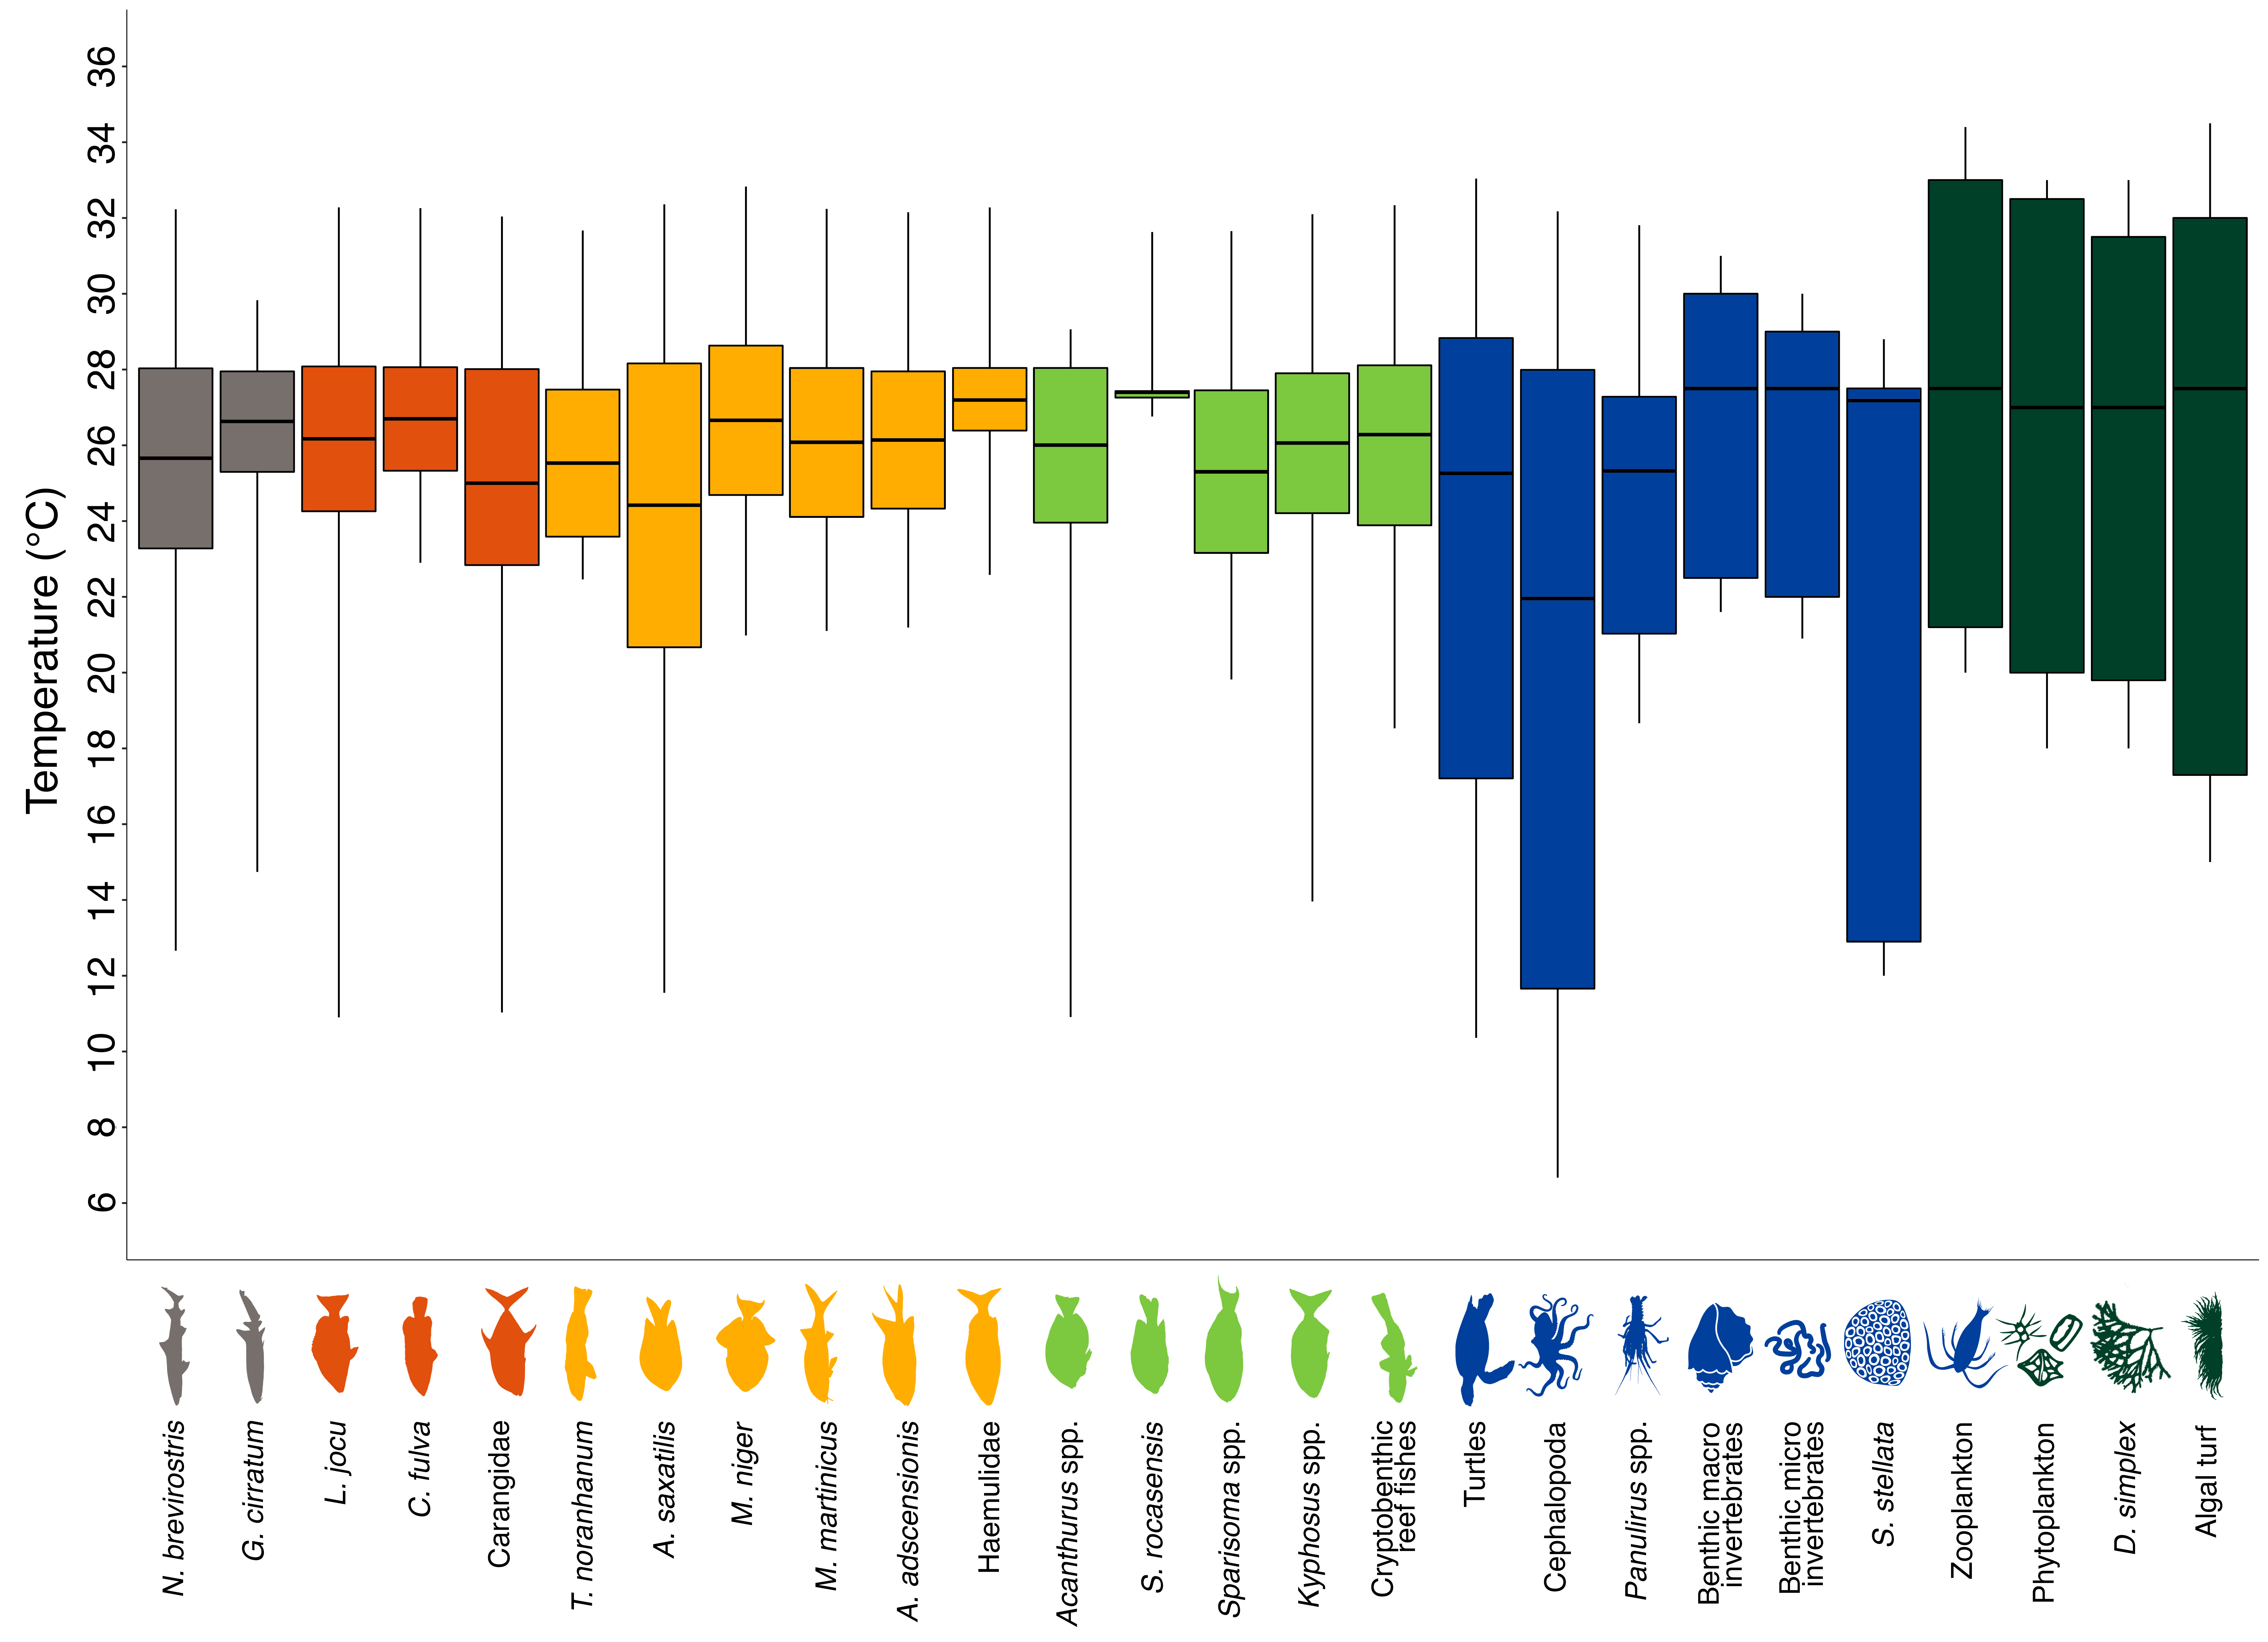 Temperature (°C)
36
34
32
30
28
26
24
22
20
18
16
14
12
10
8
6
N. brevirostris
G. cirratum
L. jocu
C. fulva
Carangidae
T. noranhanum
A. saxatilis
M. niger
M. martinicus
A. adscensionis
Haemulidae
Acanthurus spp.
S. rocasensis
Sparisoma spp.
Kyphosus spp.
Cryptobenthic
reef fishes
Turtles
Cephalopoda
Panulirus spp.
Benthic macro
invertebrates
Benthic micro
invertebrates
S. stellata
Zooplankton
Phytoplankton
D. simplex
Algal turf